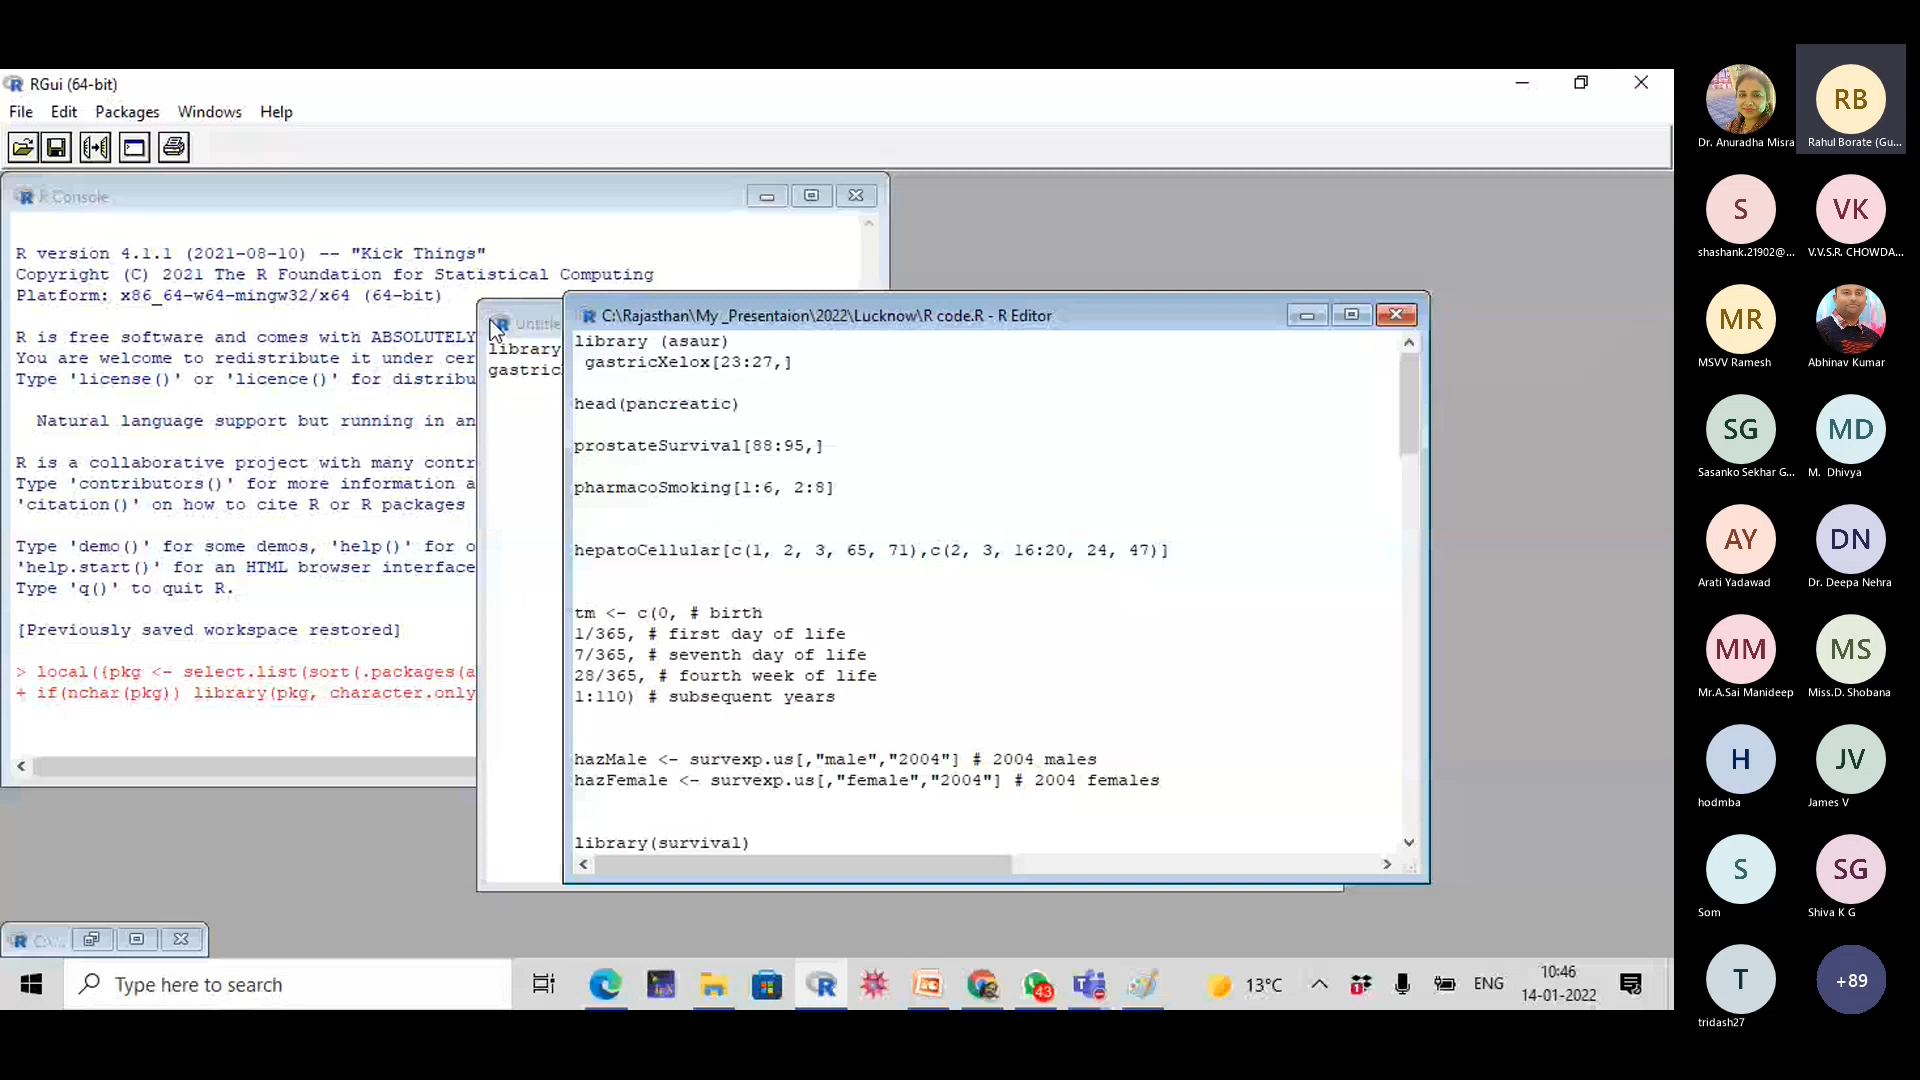 RGui (64-bit)
File Edit Packages Windows Help
R Console
R version 4.1.1 (2021-08-10) -- "Kick Things"
Copyright (C) 2021 The R Foundation for Statistical Computing
Platform: x86_64-w64-mingw32/x64 (64-bit)
R is free software and comes with ABSOLUTELY
You are welcome to redistribute it under cer
Type 'license()' or 'licence()' for distribu
Natural language support but running in an
R is a collaborative project with many contr
Type 'contributors()' for more information a
'citation()' on how to cite R or R packages
Type 'demo()' for some demos, 'help()' for o
'help.start()' for an HTML browser interface
Type 'q()' to quit R.
[Previously saved workspace restored]
> local({pkg <- select.list(sort(.packages(a
+ if(nchar(pkg)) library(pkg, character.only
Untitle
library
gastric
C:\Rajasthan\My _Presentaion\2022\Lucknow\R code.R - R Editor
library (asaur)
gastricXelox[23:27,]
head(pancreatic)
prostateSurvival[88:95,]
pharmacoSmoking[1:6, 2:8]
hepatoCellular[c(1, 2, 3, 65, 71),c(2, 3, 16:20, 24, 47)]
tm <- c(0, # birth
1/365, # first day of life
7/365, # seventh day of life
28/365, # fourth week of life
1:110) # subsequent years
hazMale <- survexp.us[,"male","2004"] # 2004 males
hazFemale <- survexp.us[,"female","2004"] # 2004 females
library(survival)
Type here to search
43
13°C
ENG
10:46
14-01-2022
Dr. Anuradha Misra
RB
Rahul Borate (Gu...
S
shashank.21902@...
VK
V.V.S.R. CHOWDA...
MR
MSVV Ramesh
Abhinav Kumar
SG
Sasanko Sekhar G...
MD
M. Dhivya
AY
Arati Yadawad
DN
Dr. Deepa Nehra
MM
Mr.A.Sai Manideep
MS
Miss.D. Shobana
H
hodmba
JV
James V
S
Som
SG
Shiva K G
T
tridash27
+89